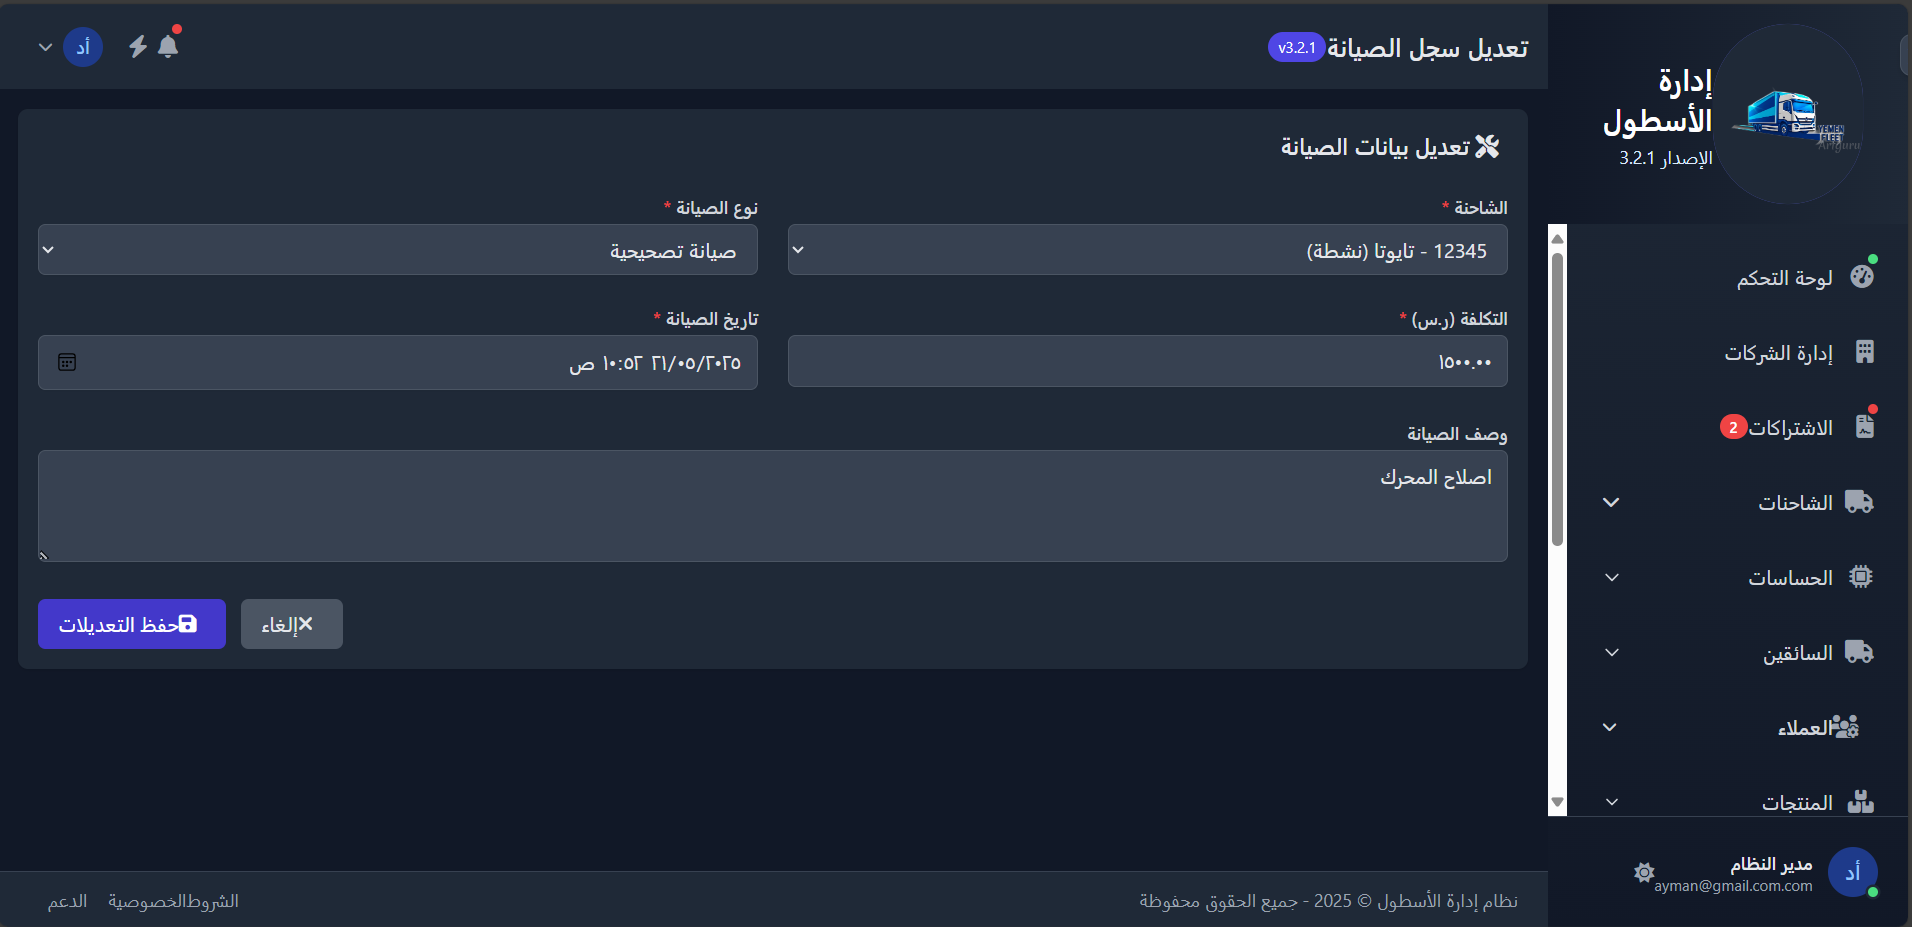 إدارة
الأسطول
الإصدار 3.2.1
YEMEN
FLEET
Artguru
لوحة التحكم
إدارة الشركات
الاشتراكات 2
الشاحنات
الحساسات
السائقين
العملاء
المنتجات
أد
مدير النظام
ayman@gmail.com.com
تعديل سجل الصيانة v3.2.1
أد
تعديل بيانات الصيانة
الشاحنة *
12345 - تايوتا (نشطة)
نوع الصيانة *
صيانة تصحيحية
التكلفة (ر.س) *
١٥٠٠.٠٠
تاريخ الصيانة *
٢١/٠٥/٢٠٢٥ ١٠:٥٢ ص
وصف الصيانة
اصلاح المحرك
إلغاء
حفظ التعديلات
نظام إدارة الأسطول © 2025 - جميع الحقوق محفوظة
الشروط الخصوصية الدعم